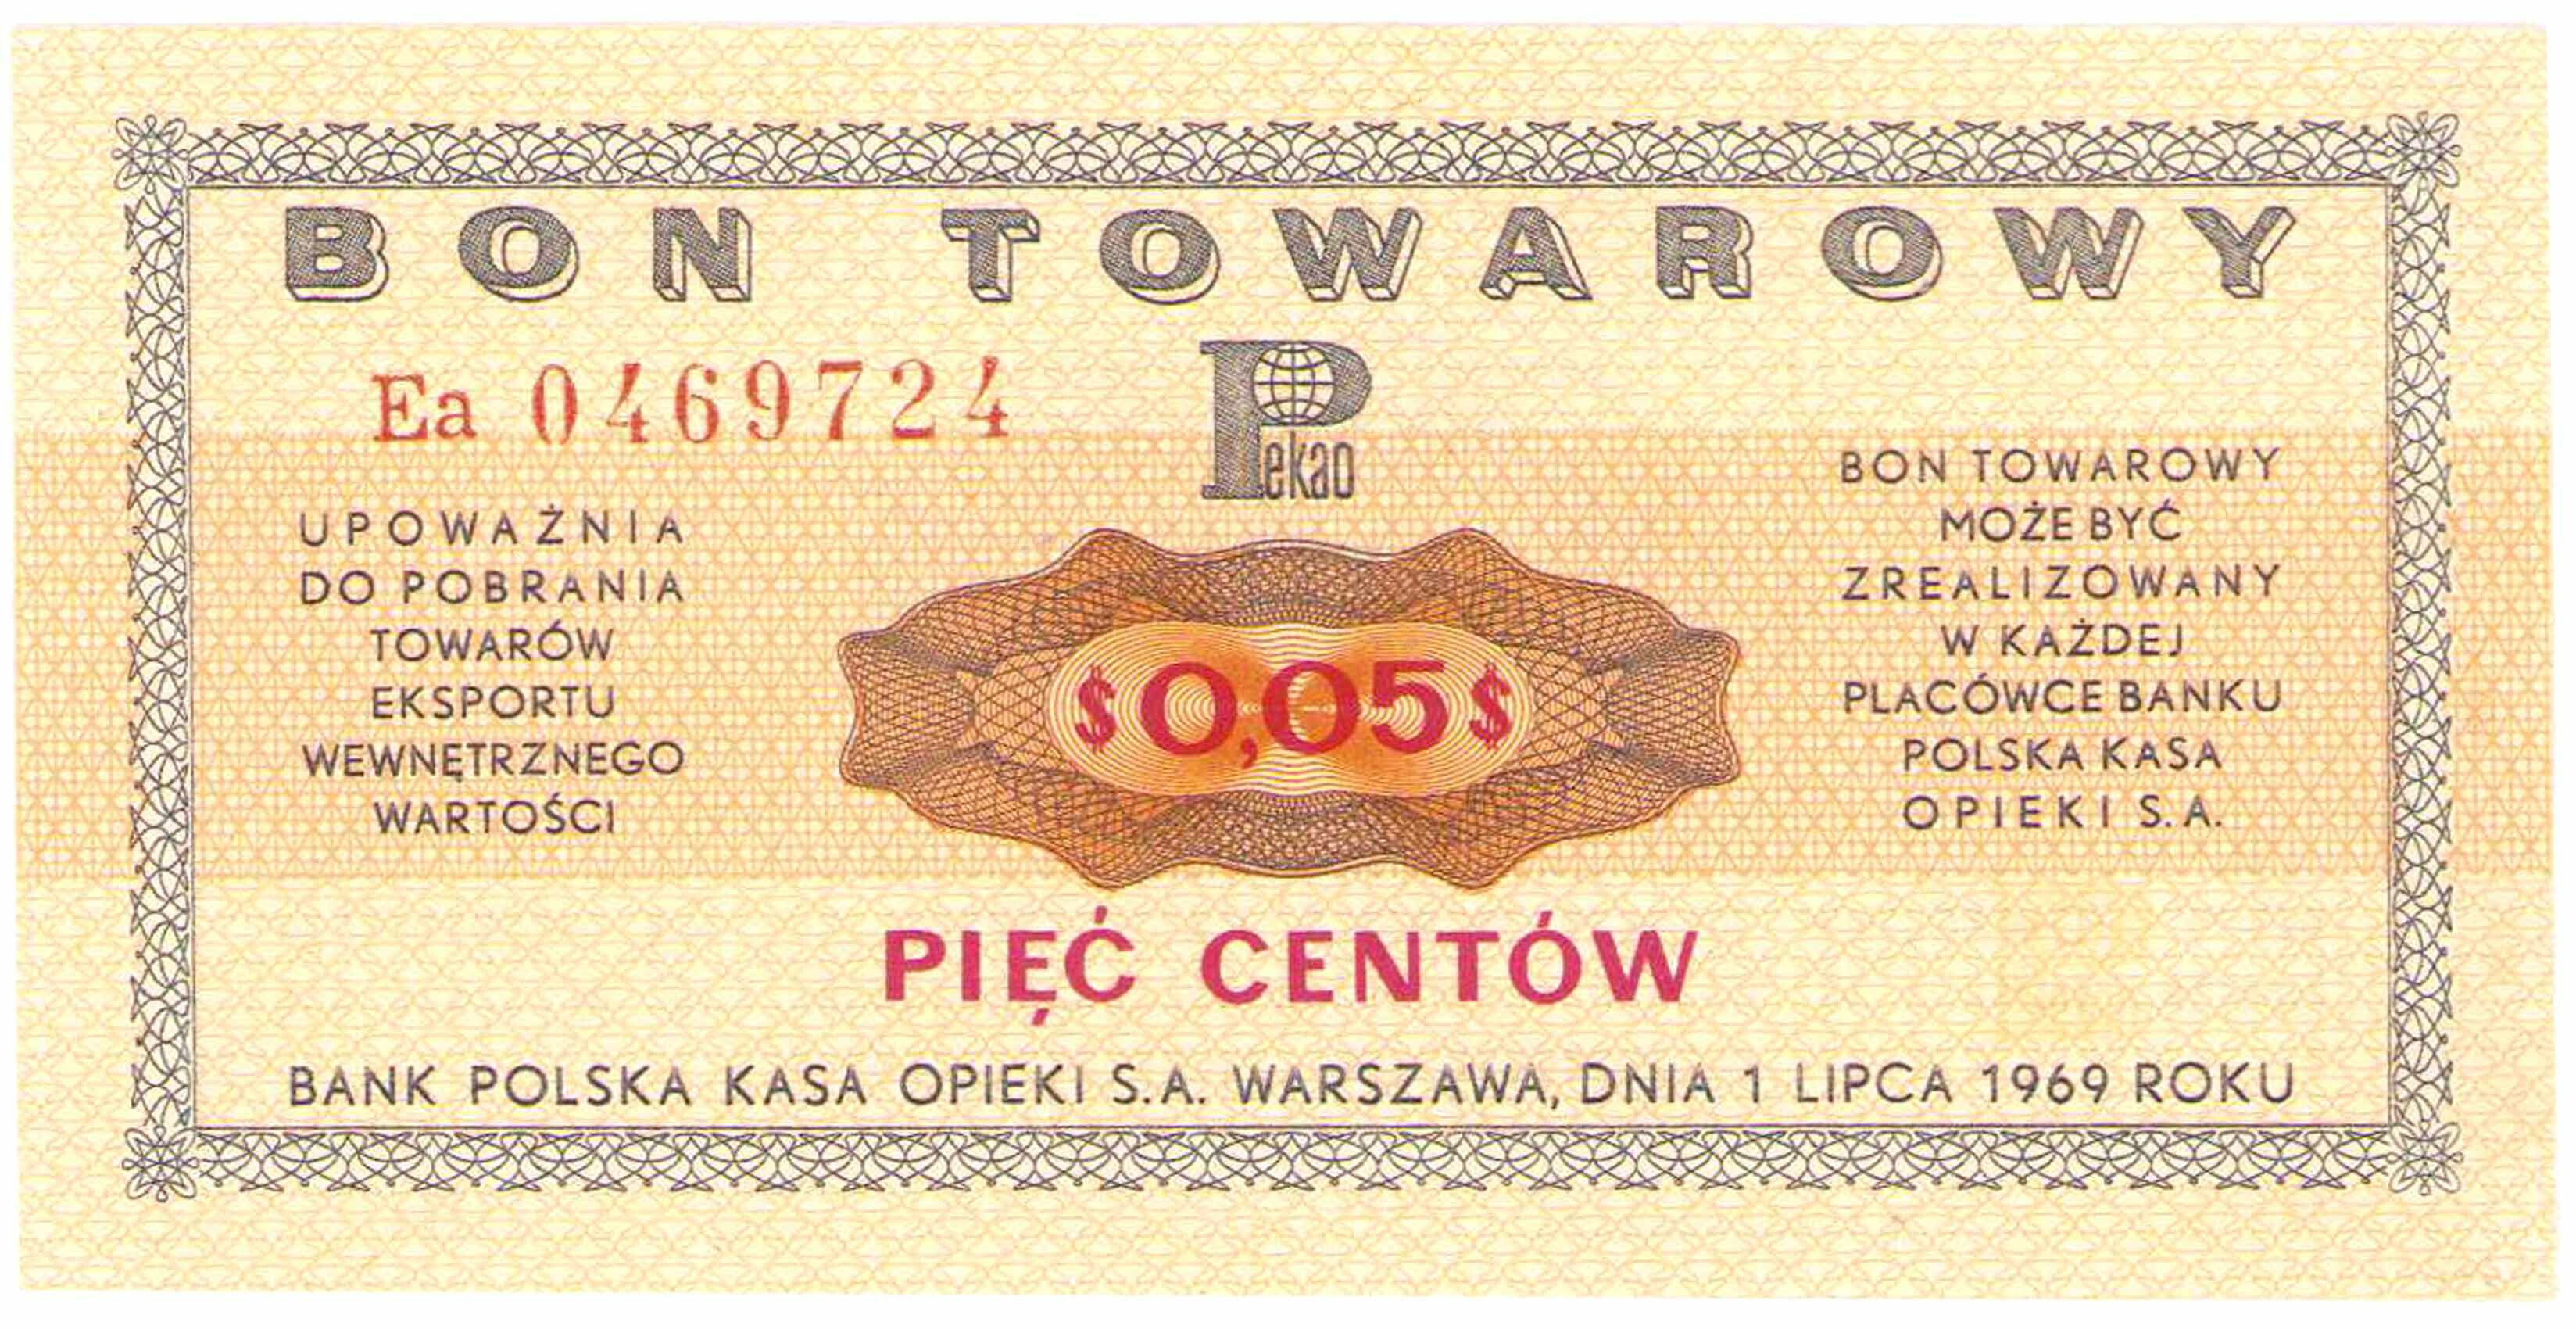 BON TOWAROWY
Ea 0469724
Pekao
UPOWAŻNIA
DO POBRANIA
TOWARÓW
EKSPORTU
WEWNĘTRZNEGO
WARTOŚCI
$0,05$
BON TOWAROWY
MOŻE BYĆ
ZREALIZOWANY
W KAŻDEJ
PLACÓWCE BANKU
POLSKA KASA
OPIEKI S.A.
PIĘĆ CENTÓW
BANK POLSKA KASA OPIEKI S.A. WARSZAWA, DNIA 1 LIPCA 1969 ROKU